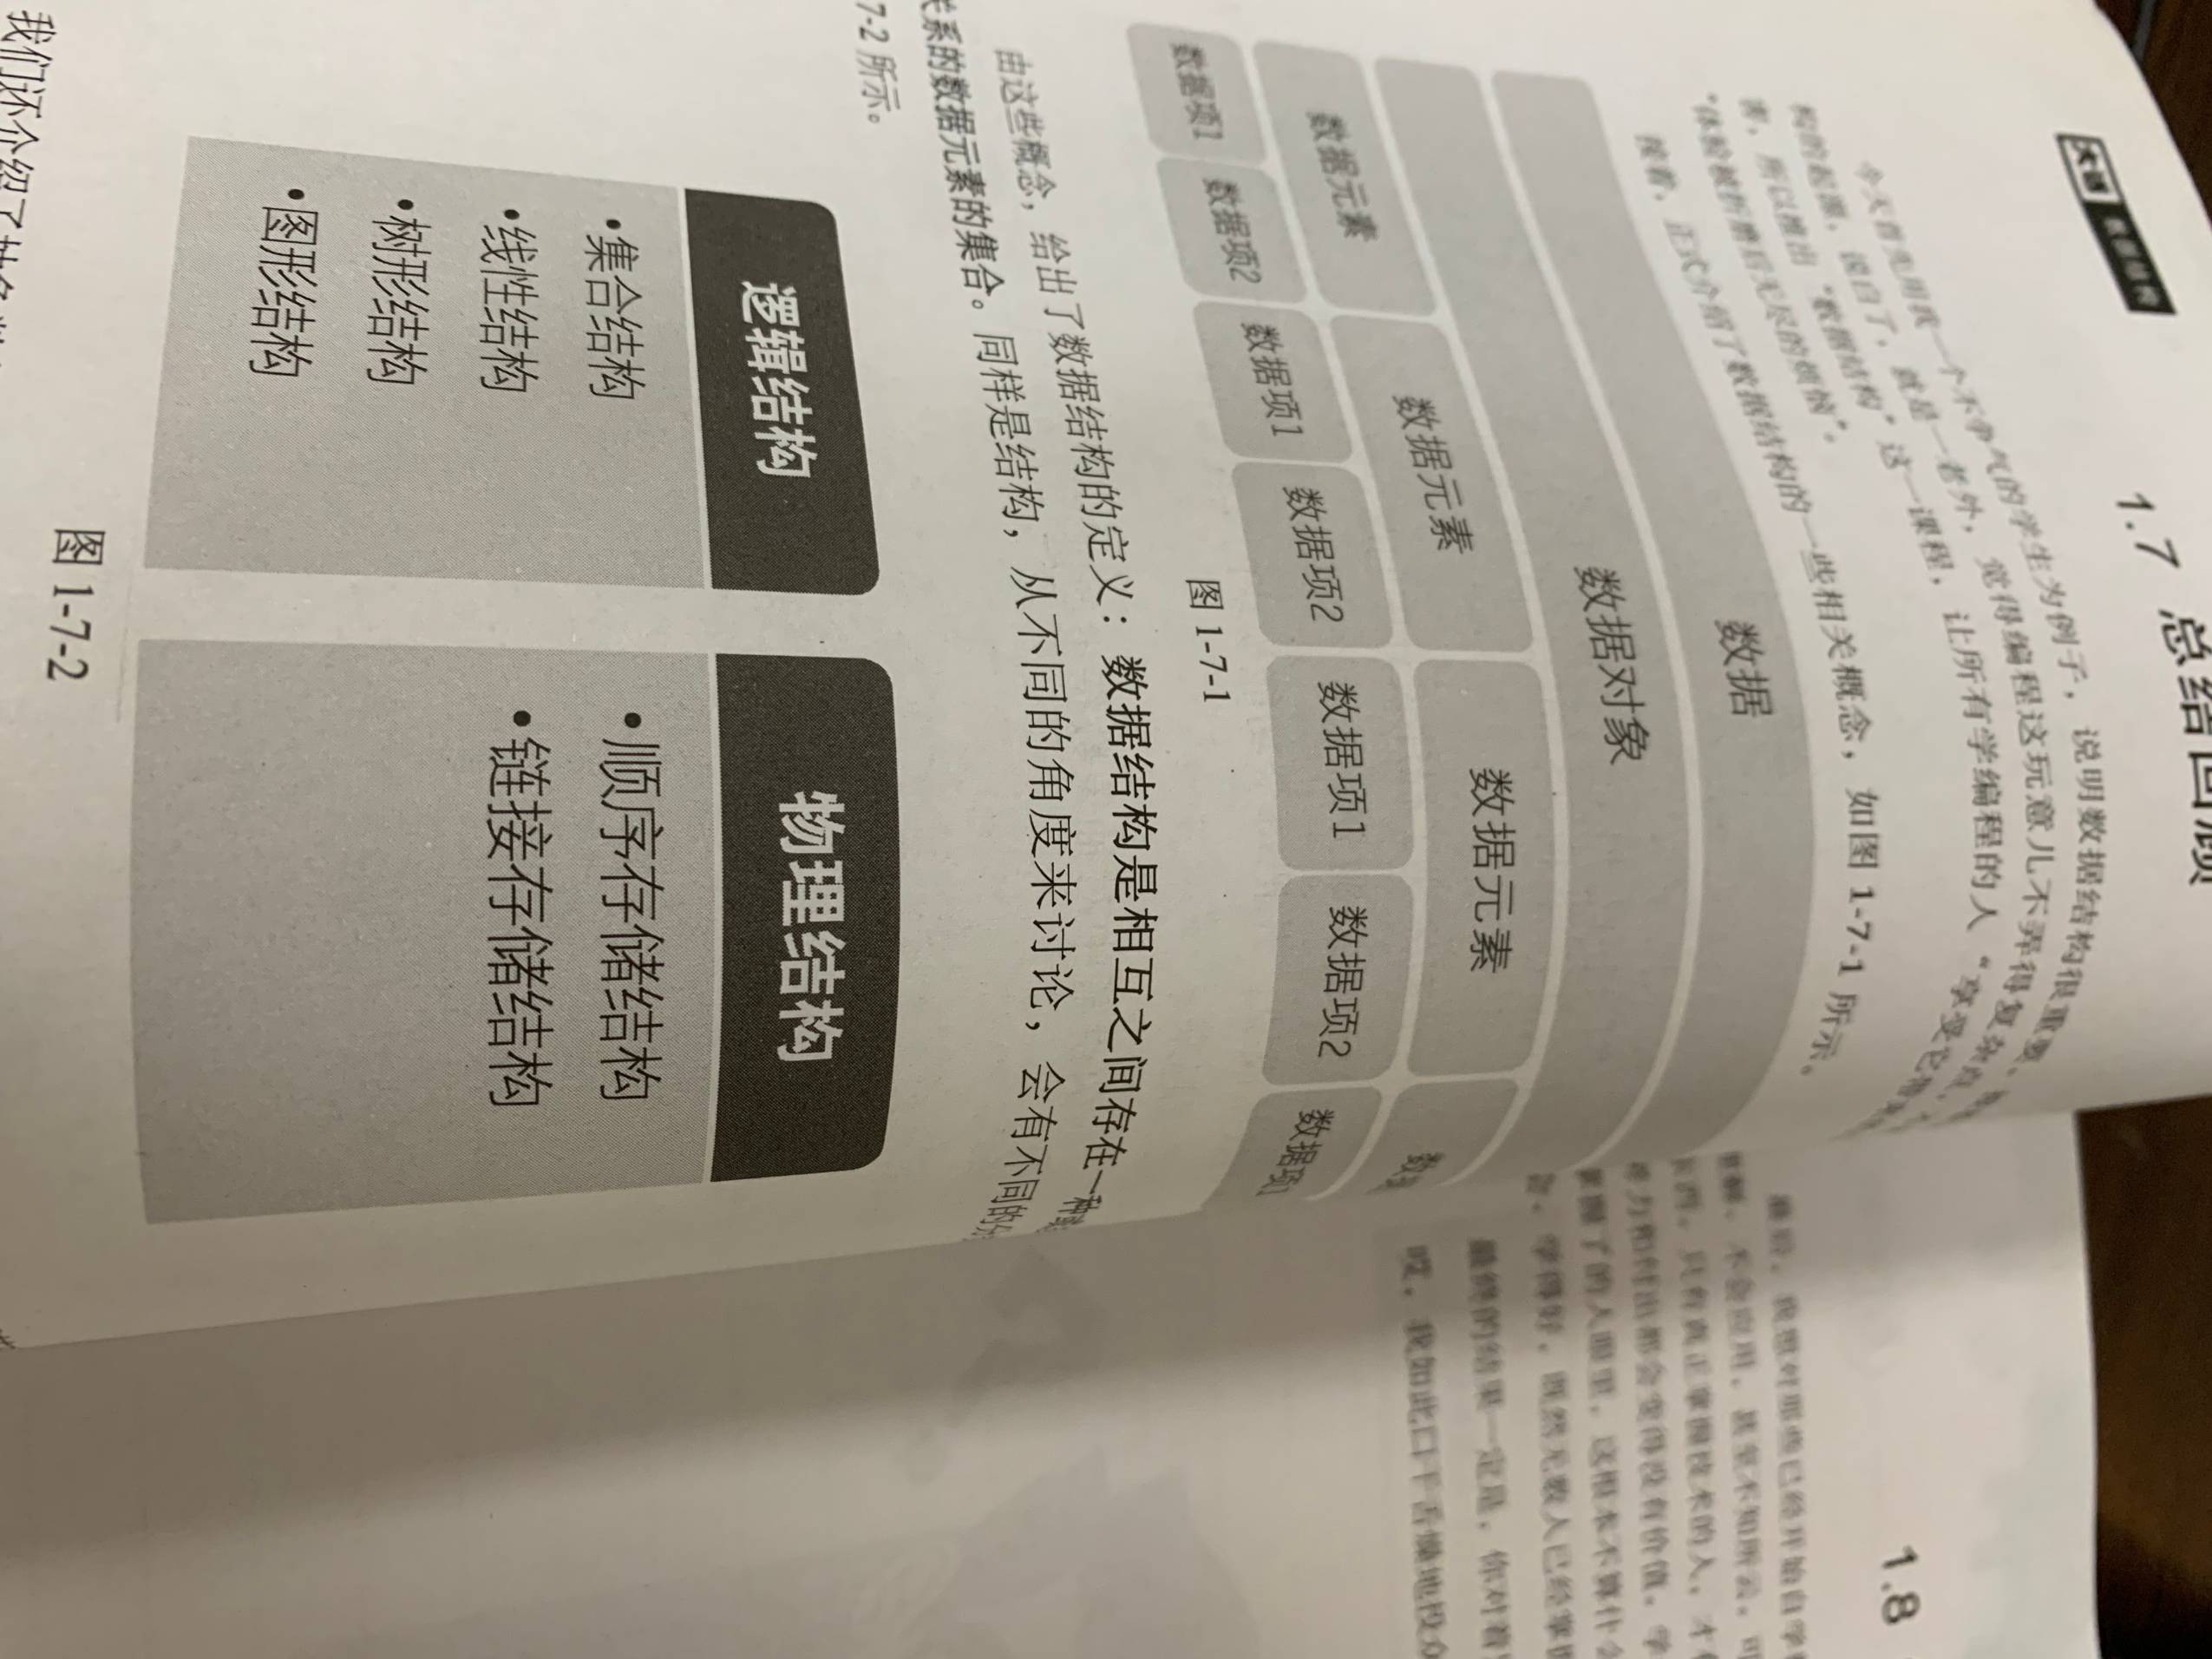 大话 数据结构
1.7 总结回顾
今天首先用我一个不争气的学生为例子，说明数据结构很重要。
构的起源，说白了，就是一老外，觉得编程这玩意儿不弄得复杂点，
害，所以推出“数据结构”这一课程，让所有学编程的人“享受它带来
“体验被折磨后无尽的烦恼”。
接着，正式介绍了数据结构的一些相关概念，如图 1-7-1 所示。
数据
数据对象
数据元素 数据元素 数据元素 数据
数据项1 数据项2 数据项1 数据项2 数据项1 数据项2 数据项1
图 1-7-1
由这些概念，给出了数据结构的定义：数据结构是相互之间存在一种或
关系的数据元素的集合。同样是结构，从不同的角度来讨论，会有不同的分
7-2 所示。
逻辑结构
•集合结构
•线性结构
•树形结构
•图形结构
物理结构
•顺序存储结构
•链接存储结构
图 1-7-2
我们还介绍了抽象
1.8
最后，我想对那些已经开始自学
理解、不会应用，甚至不知所云。可
东西。只有真正掌握技术的人，才
努力和付出都会变得没有价值。学
掌握了的人眼里，这根本不算什么
会、学得好，既然无数人已经掌握
最终的结果一定是，你对着
哎，我如此口干舌燥地投众